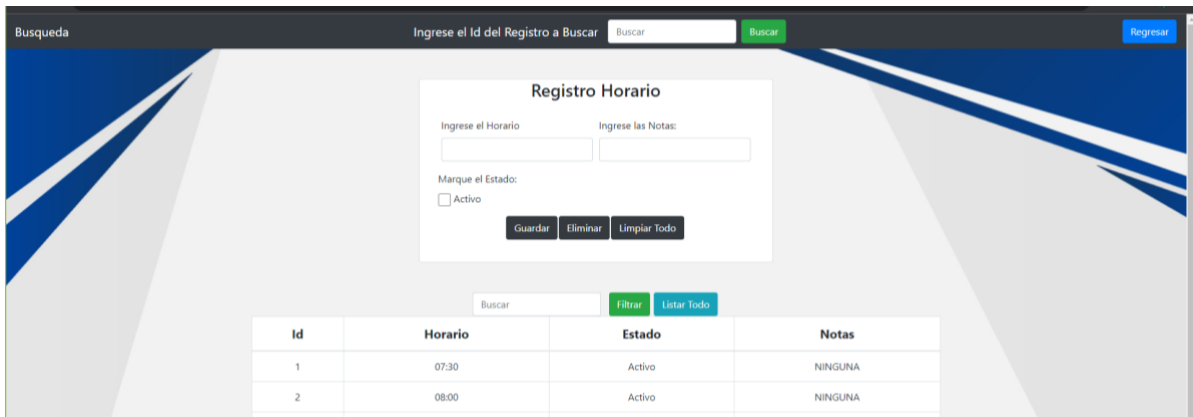 Busqueda Ingrese el Id del Registro a Buscar Buscar Buscar Regresar
Registro Horario
Ingrese el Horario Ingrese las Notas:
Marque el Estado:
Activo
Guardar Eliminar Limpiar Todo
Buscar Filtrar Listar Todo
Id Horario Estado Notas
1 07:30 Activo NINGUNA
2 08:00 Activo NINGUNA